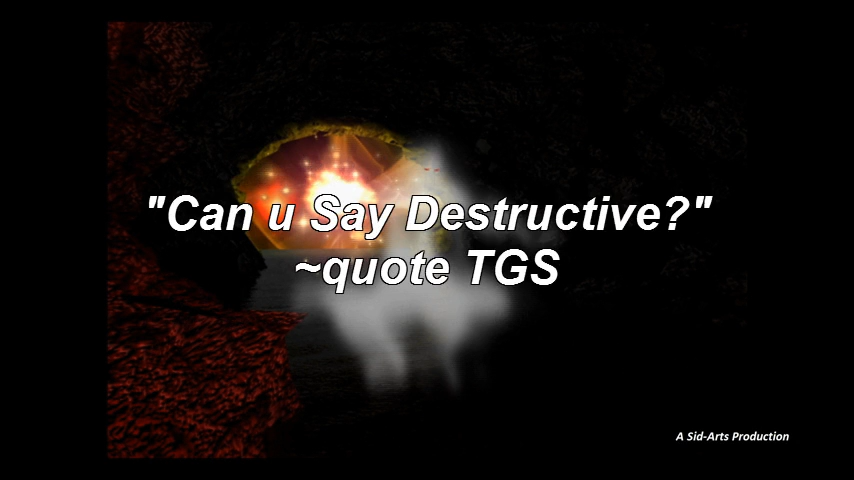 "Can u Say Destructive?"
~quote TGS
A Sid-Arts Production